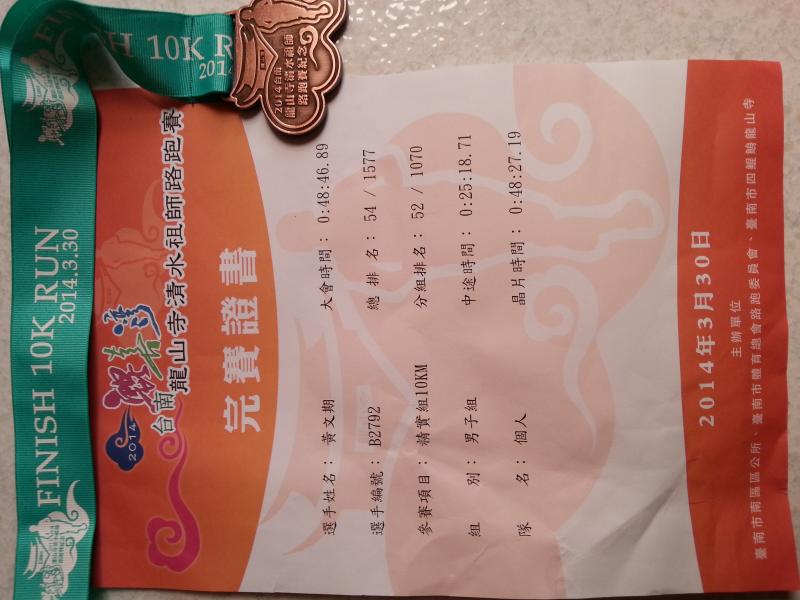 FINISH 10K RUN
2014.3.30
FINISH 10K R
2014
2014台南
龍山寺清水祖師
路跑賽紀念
2014
台南
龍山寺清水祖師路跑賽
完賽證書
選手姓名： 黃文期
大會時間： 0:48:46.89
選手編號： B2792
總 排 名： 54 / 1577
參賽項目： 精實組10KM
分組排名： 52 / 1070
組 別： 男子組
中途時間： 0:25:18.71
隊 名： 個人
晶片時間： 0:48:27.19
2014年3月30日
主辦單位
臺南市南區區公所、臺南市體育總會路跑委員會、臺南市四鯤鯓龍山寺